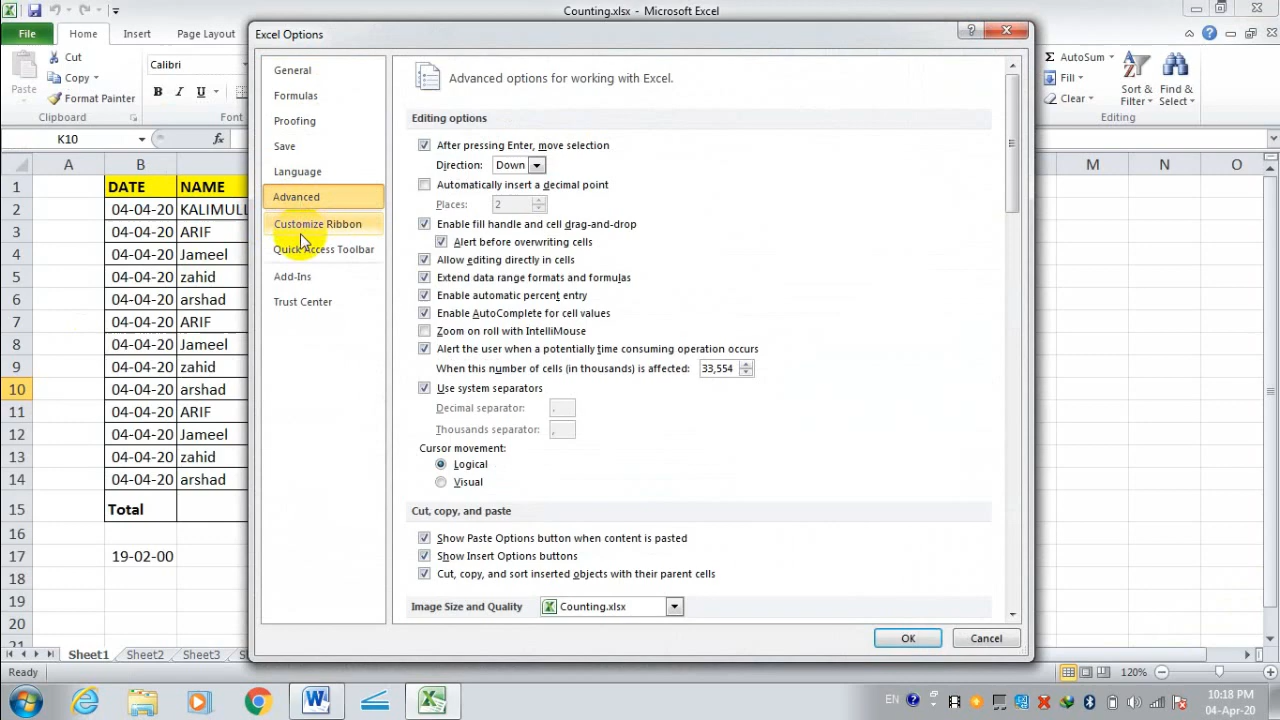 Counting.xlsx - Microsoft Excel
File Home Insert Page Layout
Cut
Copy
Format Painter
Paste
Clipboard
Calibri
B I U
Font
AutoSum
Fill
Clear
Sort &
Filter
Find &
Select
Editing
K10 fx
A B M N O
1 DATE NAME
2 04-04-20 KALIMULL
3 04-04-20 ARIF
4 04-04-20 Jameel
5 04-04-20 zahid
6 04-04-20 arshad
7 04-04-20 ARIF
8 04-04-20 Jameel
9 04-04-20 zahid
10 04-04-20 arshad
11 04-04-20 ARIF
12 04-04-20 Jameel
13 04-04-20 zahid
14 04-04-20 arshad
15 Total
16
17 19-02-00
18
19
20
21
Sheet1 Sheet2 Sheet3
Ready
120%
Excel Options
General
Formulas
Proofing
Save
Language
Advanced
Customize Ribbon
Quick Access Toolbar
Add-Ins
Trust Center
Advanced options for working with Excel.
Editing options
After pressing Enter, move selection
Direction: Down
Automatically insert a decimal point
Places: 2
Enable fill handle and cell drag-and-drop
Alert before overwriting cells
Allow editing directly in cells
Extend data range formats and formulas
Enable automatic percent entry
Enable AutoComplete for cell values
Zoom on roll with IntelliMouse
Alert the user when a potentially time consuming operation occurs
When this number of cells (in thousands) is affected: 33,554
Use system separators
Decimal separator: .
Thousands separator: ,
Cursor movement:
Logical
Visual
Cut, copy, and paste
Show Paste Options button when content is pasted
Show Insert Options buttons
Cut, copy, and sort inserted objects with their parent cells
Image Size and Quality Counting.xlsx
OK Cancel
EN
10:18 PM
04-Apr-20